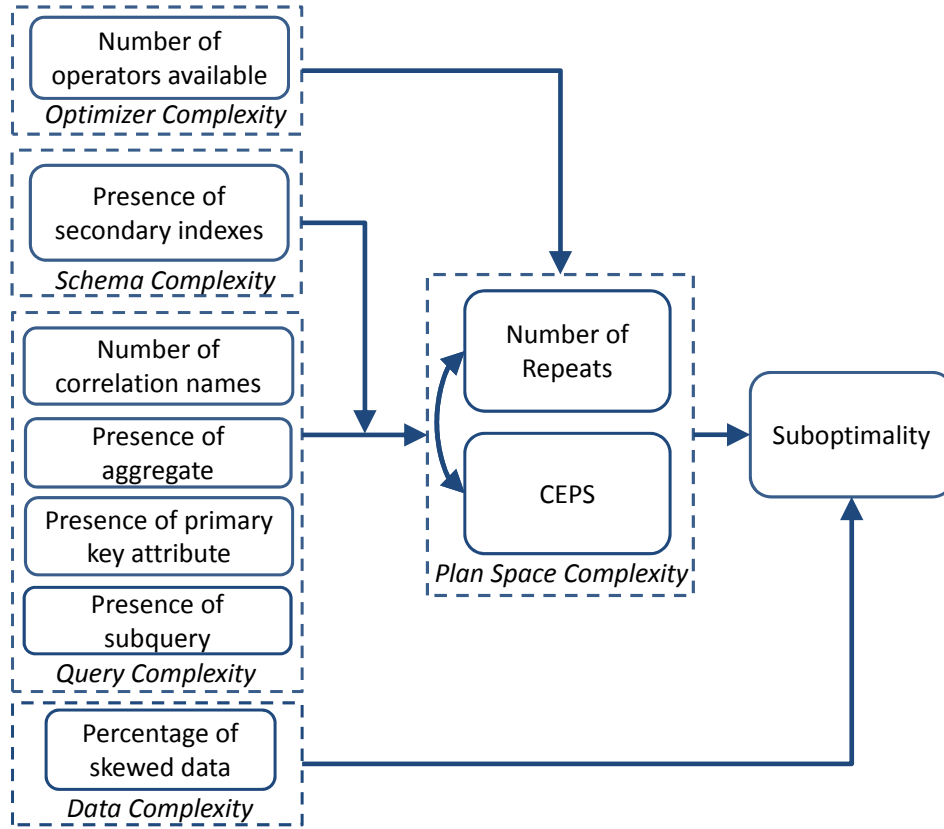 Number of
operators available
Optimizer Complexity
Presence of
secondary indexes
Schema Complexity
Number of
correlation names
Presence of
aggregate
Presence of primary
key attribute
Presence of
subquery
Query Complexity
Percentage of
skewed data
Data Complexity
Number of
Repeats
CEPS
Plan Space Complexity
Suboptimality